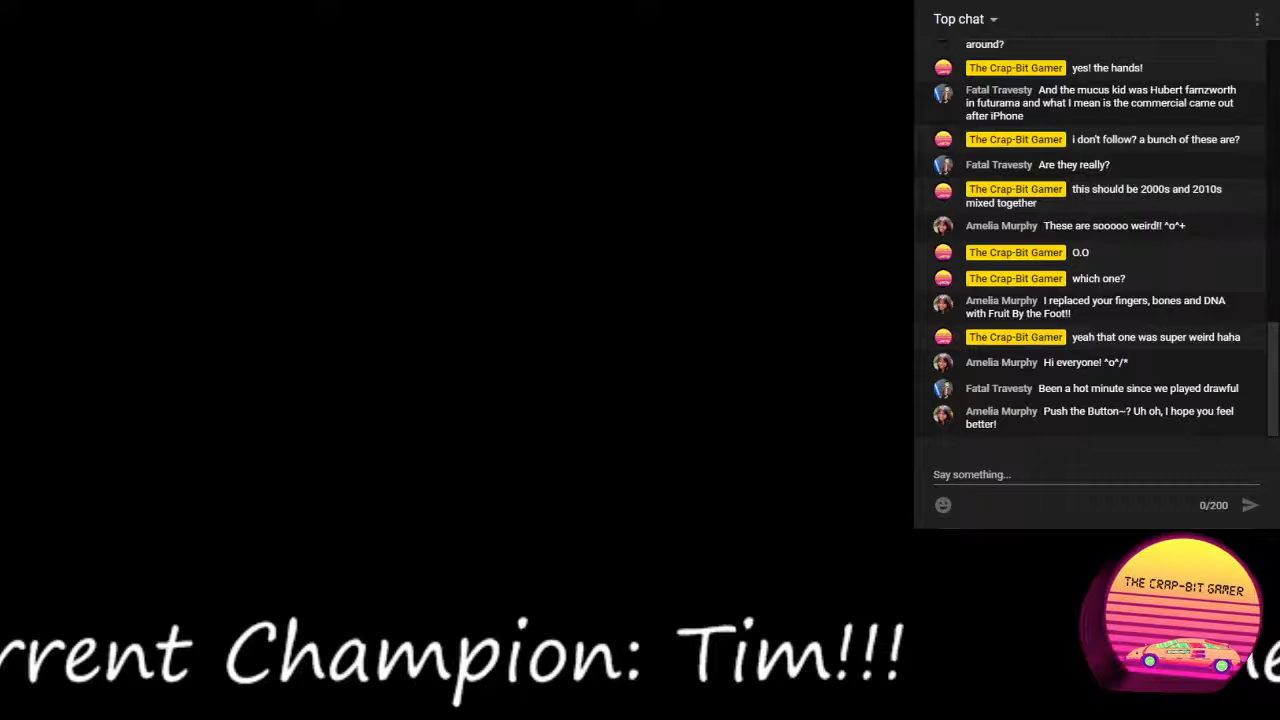 Top chat
around?
The Crap-Bit Gamer yes! the hands!
Fatal Travesty And the mucus kid was Hubert farnzworth
in futurama and what I mean is the commercial came out
after iPhone
The Crap-Bit Gamer i don't follow? a bunch of these are?
Fatal Travesty Are they really?
The Crap-Bit Gamer this should be 2000s and 2010s
mixed together
Amelia Murphy These are sooooo weird!! ^o^+
The Crap-Bit Gamer O.O
The Crap-Bit Gamer which one?
Amelia Murphy I replaced your fingers, bones and DNA
with Fruit By the Foot!!
The Crap-Bit Gamer yeah that one was super weird haha
Amelia Murphy Hi everyone! ^o^/*
Fatal Travesty Been a hot minute since we played drawful
Amelia Murphy Push the Button~? Uh oh, I hope you feel
better!
Say something...
0/200
THE CRAP-BIT GAMER
rrent Champion: Tim!!!